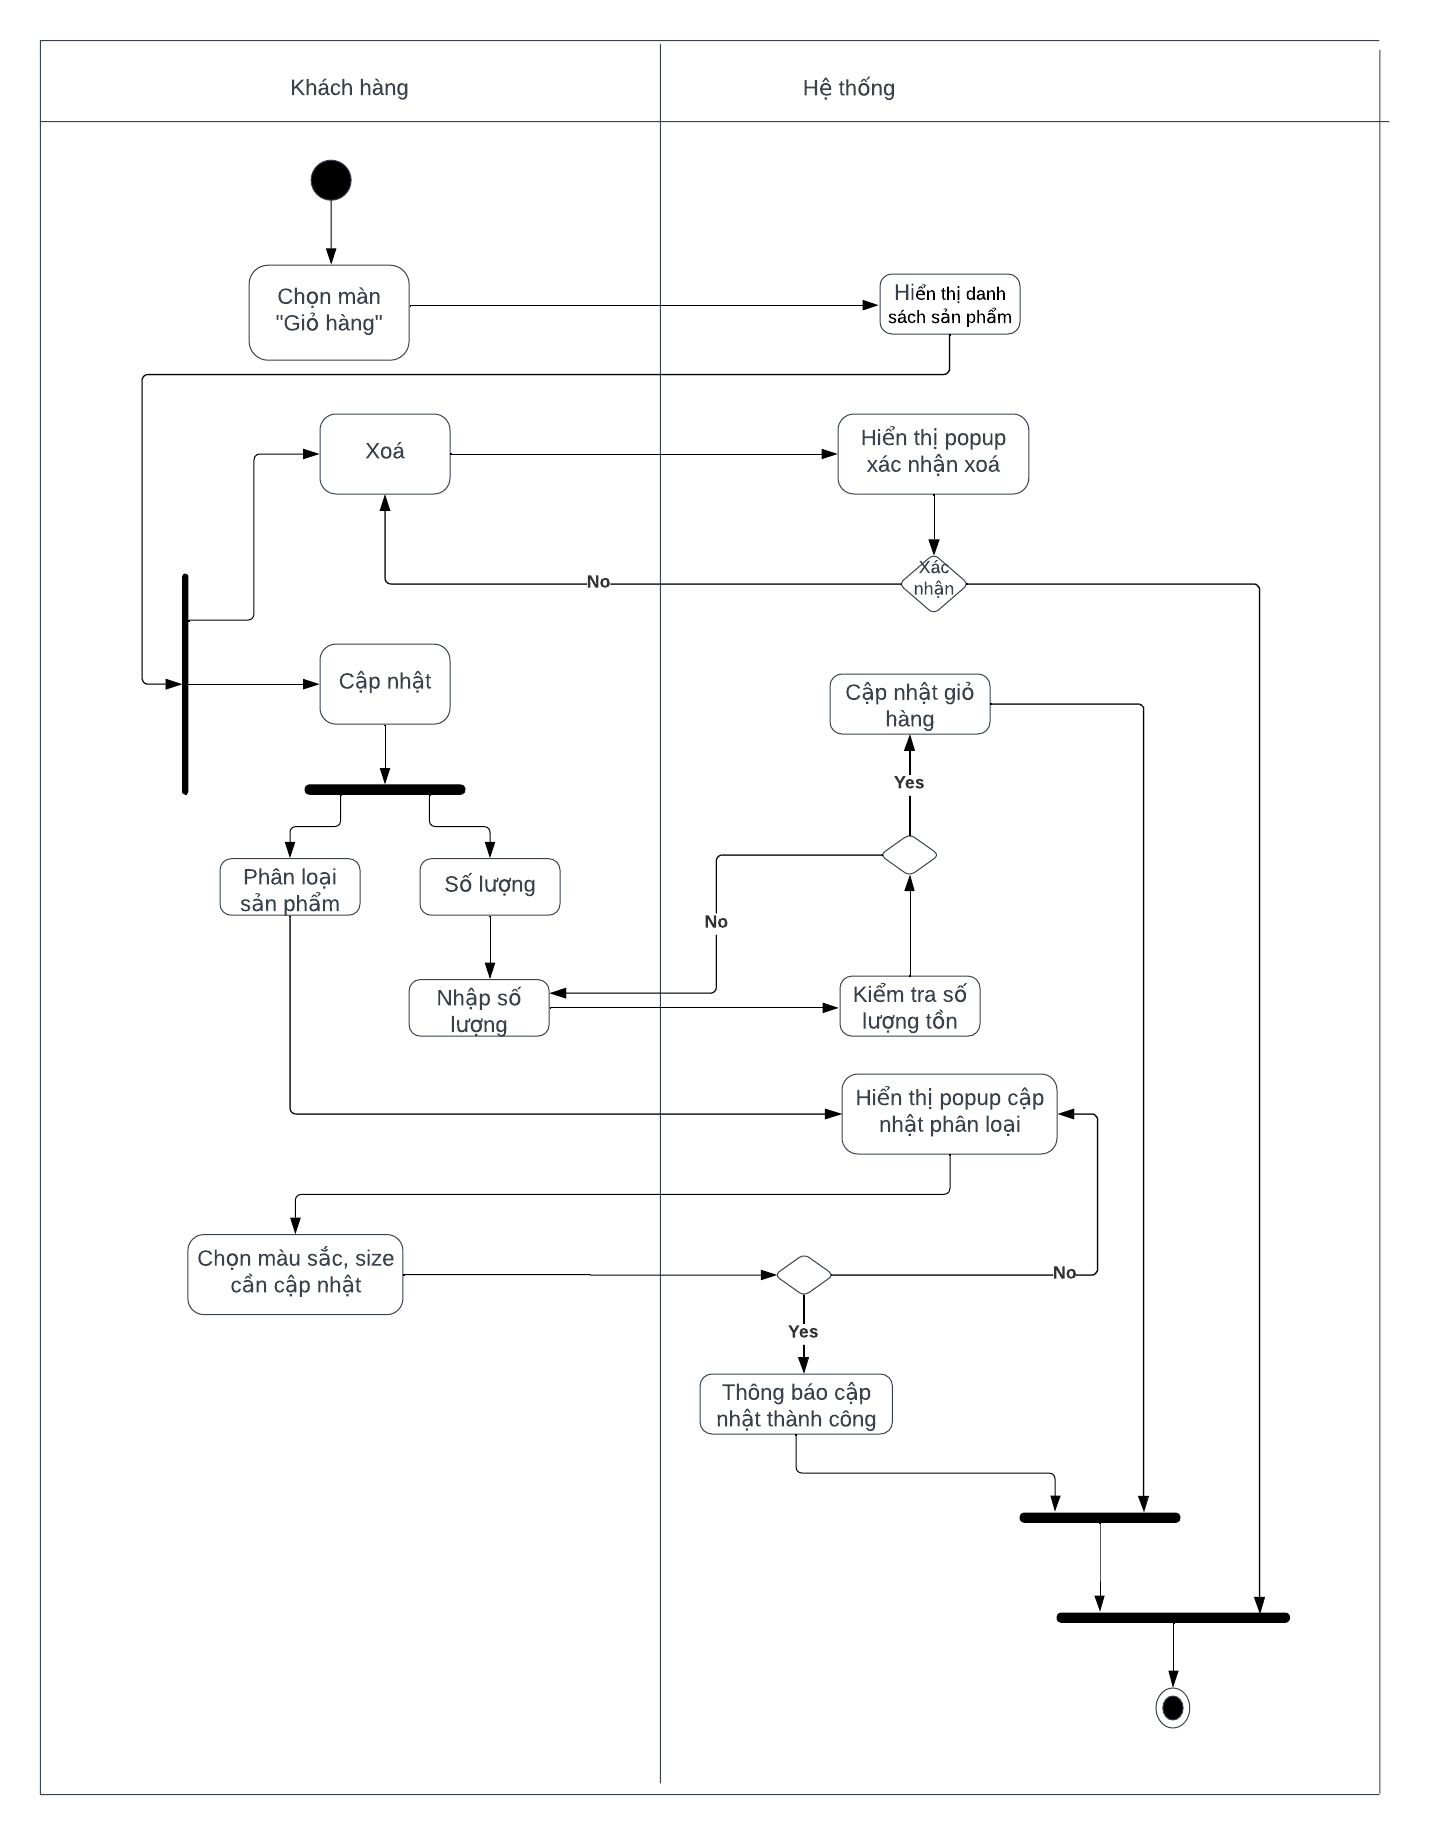 Khách hàng
Hệ thống
Chọn màn
"Giỏ hàng"
Hiển thị danh
sách sản phẩm
Xoá
Hiển thị popup
xác nhận xoá
Xác
nhận
No
Cập nhật
Cập nhật giỏ
hàng
Yes
Phân loại
sản phẩm
Số lượng
No
Nhập số
lượng
Kiểm tra số
lượng tồn
Hiển thị popup cập
nhật phân loại
Chọn màu sắc, size
cần cập nhật
No
Yes
Thông báo cập
nhật thành công